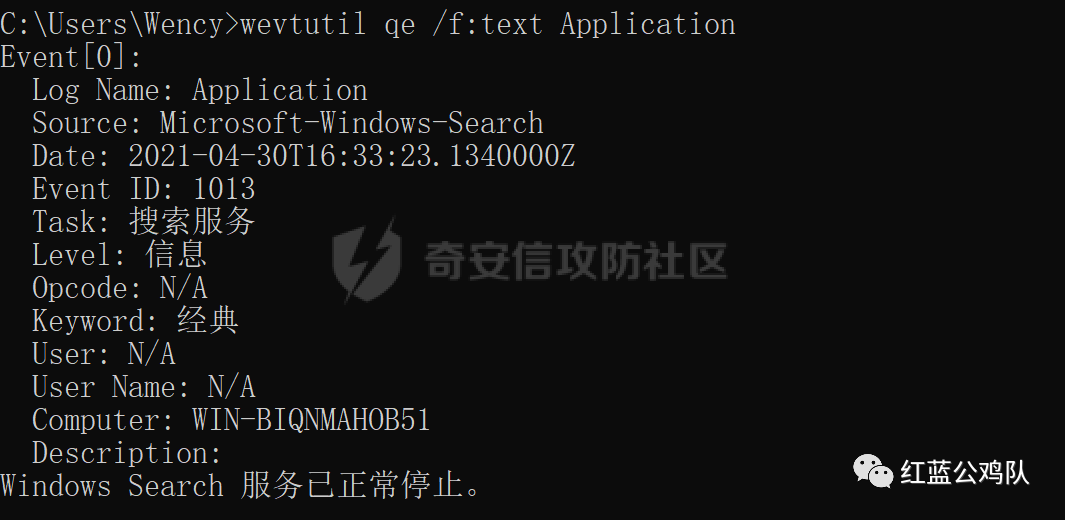 C:\Users\Wency>wevtutil qe /f:text Application
Event[0]:
Log Name: Application
Source: Microsoft-Windows-Search
Date: 2021-04-30T16:33:23.1340000Z
Event ID: 1013
Task: 搜索服务
Level: 信息
奇安信攻防社区
Opcode: N/A
Keyword: 经典
User: N/A
User Name: N/A
Computer: WIN-BIQNMAHOB51
Description:
Windows Search 服务已正常停止。
红蓝公鸡队